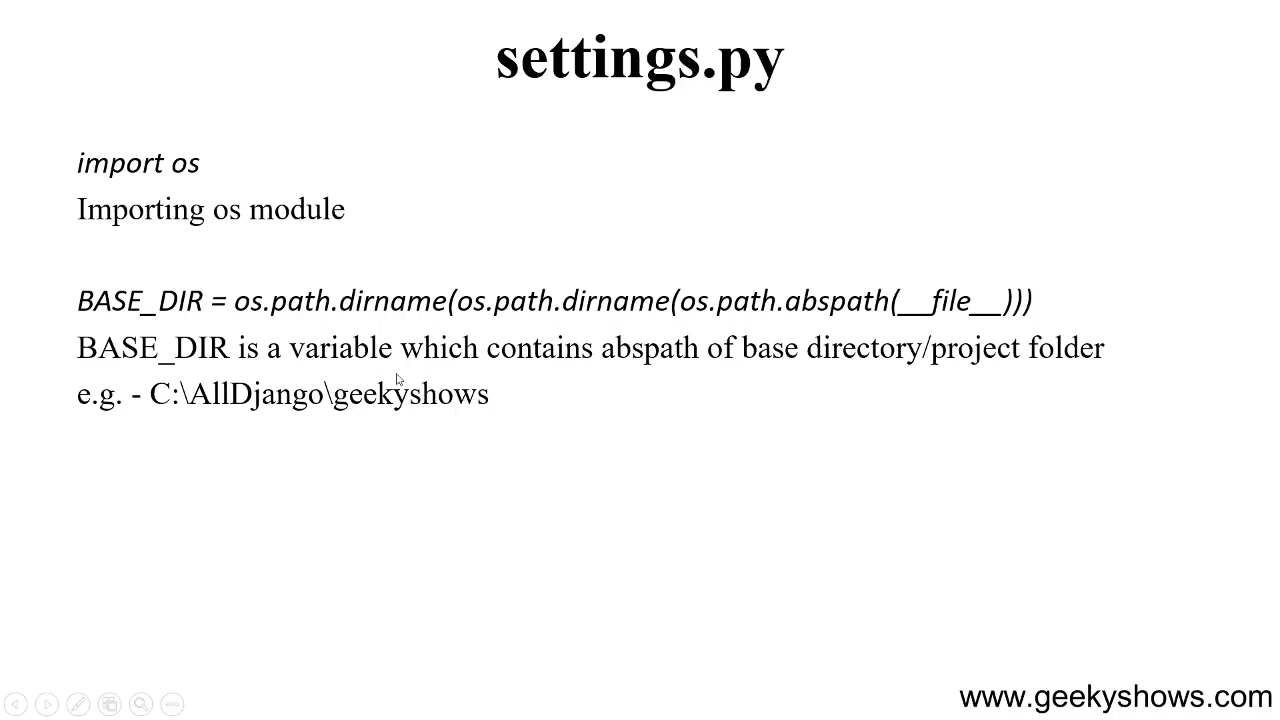 settings.py
import os
Importing os module
BASE_DIR = os.path.dirname(os.path.dirname(os.path.abspath(__file__)))
BASE_DIR is a variable which contains abspath of base directory/project folder
e.g. - C:\AllDjango\geekyshows
www.geekyshows.com